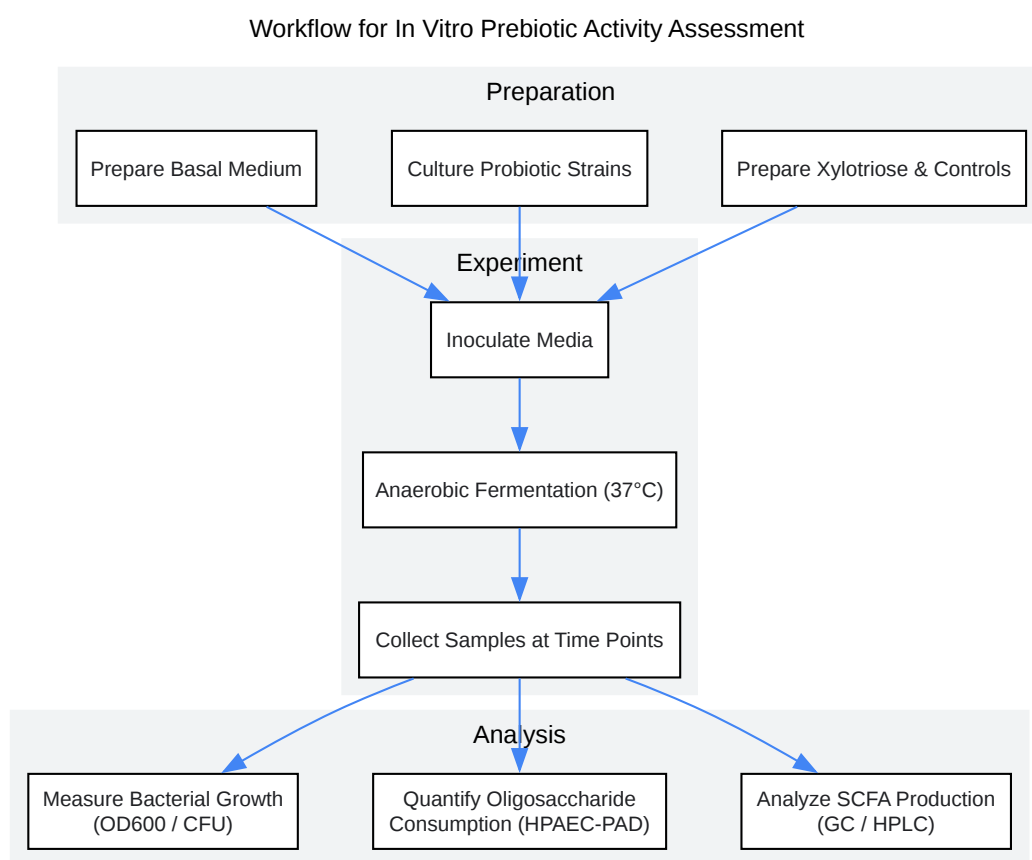 Workflow for In Vitro Prebiotic Activity Assessment
Preparation
Prepare Basal Medium
Culture Probiotic Strains
Prepare Xylotriose & Controls
Experiment
Inoculate Media
Anaerobic Fermentation (37°C)
Collect Samples at Time Points
Analysis
Measure Bacterial Growth
(OD600 / CFU)
Quantify Oligosaccharide
Consumption (HPAEC-PAD)
Analyze SCFA Production
(GC / HPLC)